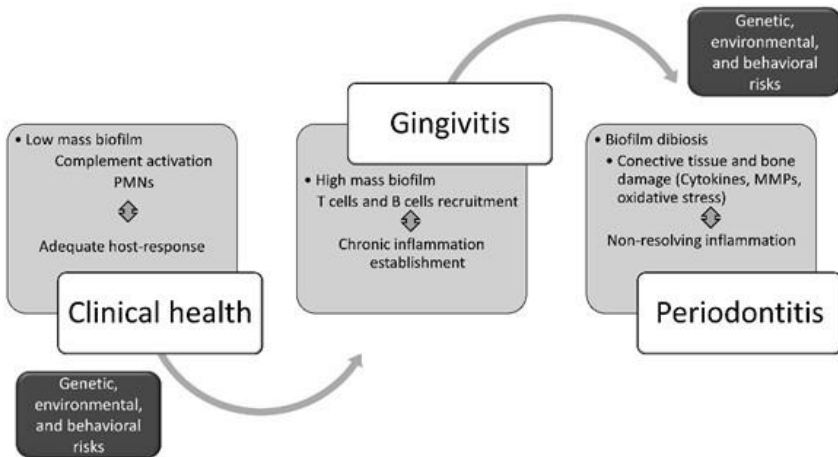 • Low mass biofilm
Complement activation
PMNs
Adequate host-response
Clinical health
Genetic,
environmental,
and behavioral
risks
Gingivitis
• High mass biofilm
T cells and B cells recruitment
Chronic inflammation
establishment
Genetic,
environmental,
and behavioral
risks
• Biofilm dibiosis
• Conective tissue and bone
damage (Cytokines, MMPs,
oxidative stress)
Non-resolving inflammation
Periodontitis